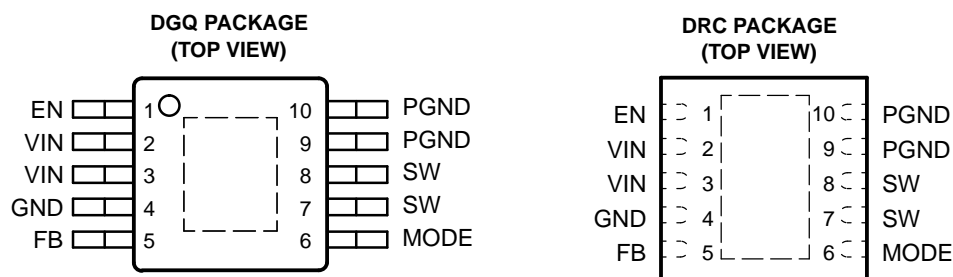 DGQ PACKAGE
(TOP VIEW)
EN 1 10 PGND
VIN 2 9 PGND
VIN 3 8 SW
GND 4 7 SW
FB 5 6 MODE
DRC PACKAGE
(TOP VIEW)
EN 1 10 PGND
VIN 2 9 PGND
VIN 3 8 SW
GND 4 7 SW
FB 5 6 MODE